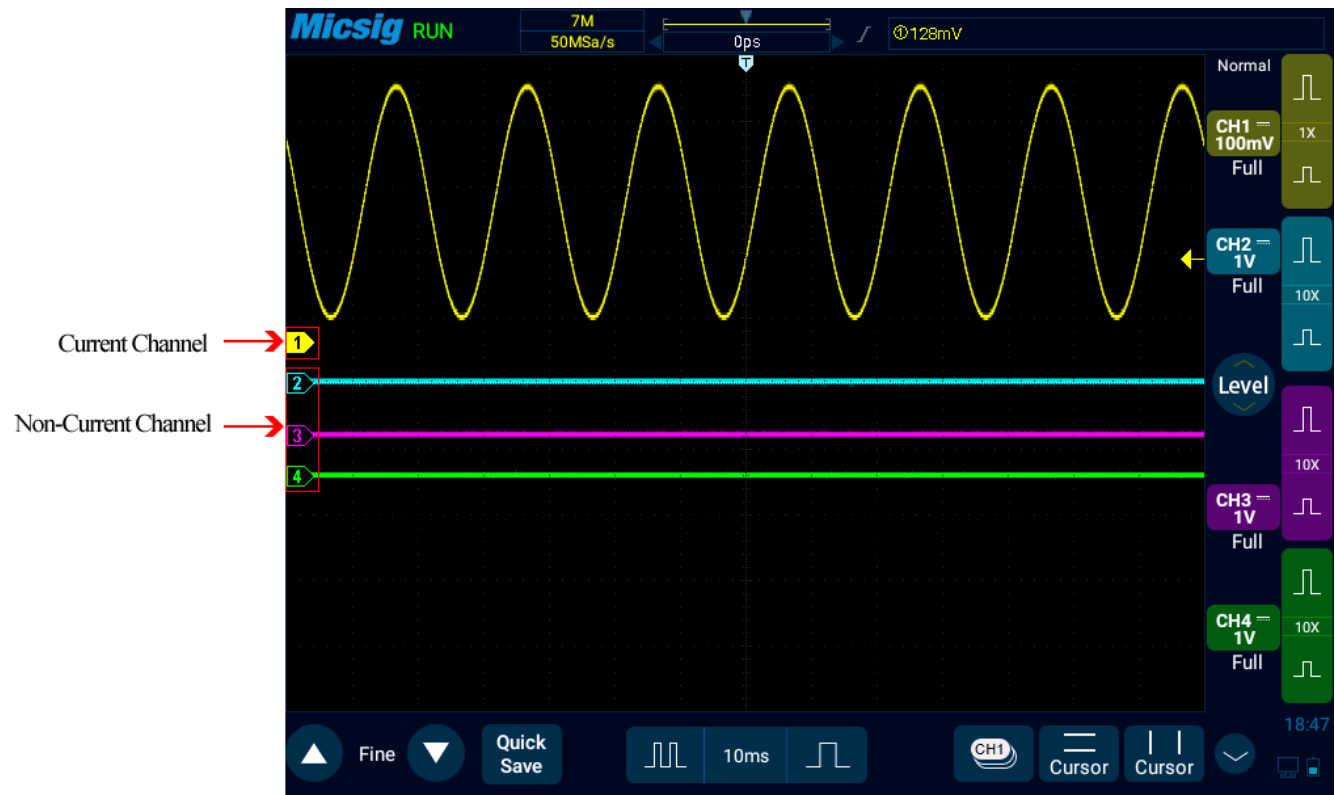 Micsig RUN
7M
50MSa/s
0ps
①128mV
T
Normal
CH1
100mV
Full
1X
CH2
1V
Full
10X
Current Channel
1
2
Level
Non-Current Channel
3
4
10X
CH3
1V
Full
CH4
1V
Full
10X
18:47
Fine
Quick
Save
10ms
CH1
Cursor
Cursor